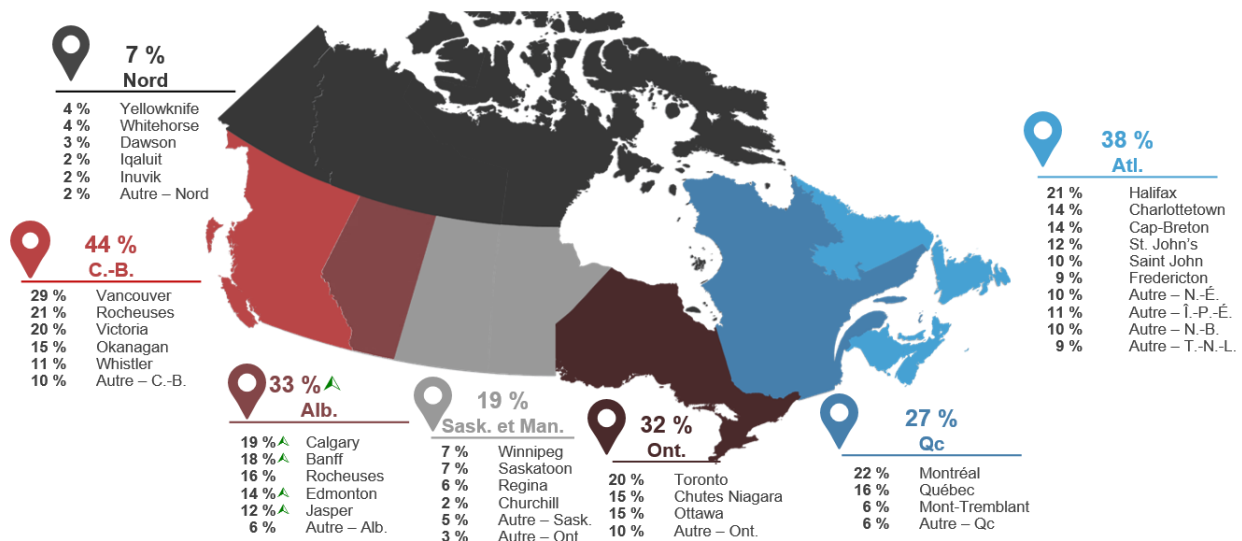 7 %
Nord
4 % Yellowknife
4 % Whitehorse
3 % Dawson
2 % Iqaluit
2 % Inuvik
2 % Autre – Nord
44 %
C.-B.
29 % Vancouver
21 % Rocheuses
20 % Victoria
15 % Okanagan
11 % Whistler
10 % Autre – C.-B.
33 %
Alb.
19 % Calgary
18 % Banff
16 % Rocheuses
14 % Edmonton
12 % Jasper
6 % Autre – Alb.
19 %
Sask. et Man.
7 % Winnipeg
7 % Saskatoon
6 % Regina
2 % Churchill
5 % Autre – Sask.
3 % Autre – Ont
32 %
Ont.
20 % Toronto
15 % Chutes Niagara
15 % Ottawa
10 % Autre – Ont.
27 %
Qc
22 % Montréal
16 % Québec
6 % Mont-Tremblant
6 % Autre – Qc
38 %
Atl.
21 % Halifax
14 % Charlottetown
14 % Cap-Breton
12 % St. John's
10 % Saint John
9 % Fredericton
10 % Autre – N.-É.
11 % Autre – Î.-P.-É.
10 % Autre – N.-B.
9 % Autre – T.-N.-L.